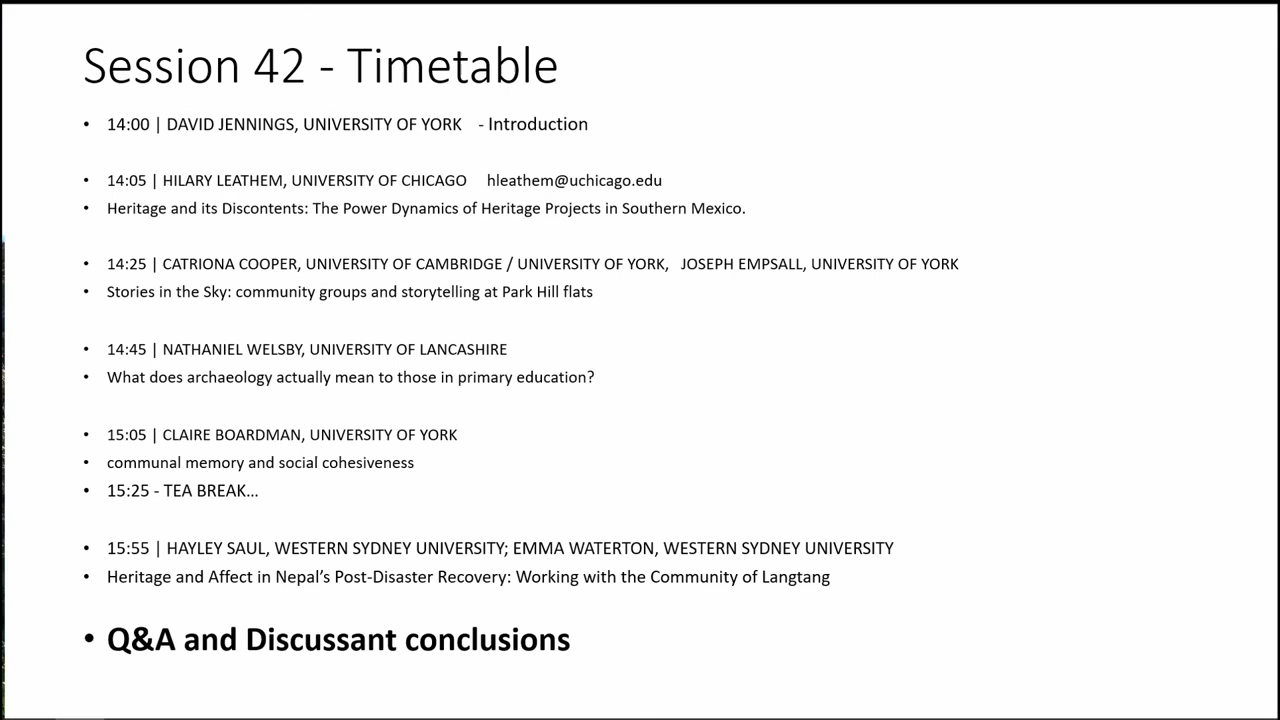 Session 42 - Timetable
• 14:00 | DAVID JENNINGS, UNIVERSITY OF YORK - Introduction
• 14:05 | HILARY LEATHEM, UNIVERSITY OF CHICAGO hleathem@uchicago.edu
• Heritage and its Discontents: The Power Dynamics of Heritage Projects in Southern Mexico.
• 14:25 | CATRIONA COOPER, UNIVERSITY OF CAMBRIDGE / UNIVERSITY OF YORK, JOSEPH EMPSALL, UNIVERSITY OF YORK
• Stories in the Sky: community groups and storytelling at Park Hill flats
• 14:45 | NATHANIEL WELSBY, UNIVERSITY OF LANCASHIRE
• What does archaeology actually mean to those in primary education?
• 15:05 | CLAIRE BOARDMAN, UNIVERSITY OF YORK
• communal memory and social cohesiveness
• 15:25 - TEA BREAK…
• 15:55 | HAYLEY SAUL, WESTERN SYDNEY UNIVERSITY; EMMA WATERTON, WESTERN SYDNEY UNIVERSITY
• Heritage and Affect in Nepal’s Post-Disaster Recovery: Working with the Community of Langtang
• Q&A and Discussant conclusions